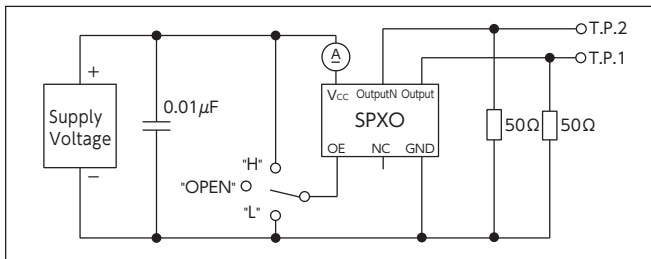 T.P.2
T.P.1
A
+
Supply
Voltage
−
0.01μF
VCC OutputN Output
SPXO
OE NC GND
50Ω 50Ω
"H"
"OPEN"
"L"